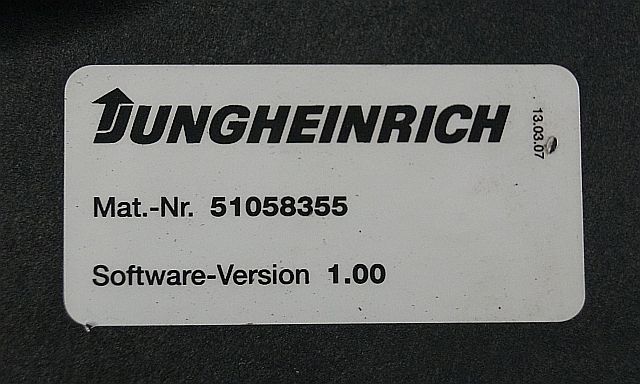 JUNGHEINRICH
13.03.07
Mat.-Nr. 51058355
Software-Version 1.00